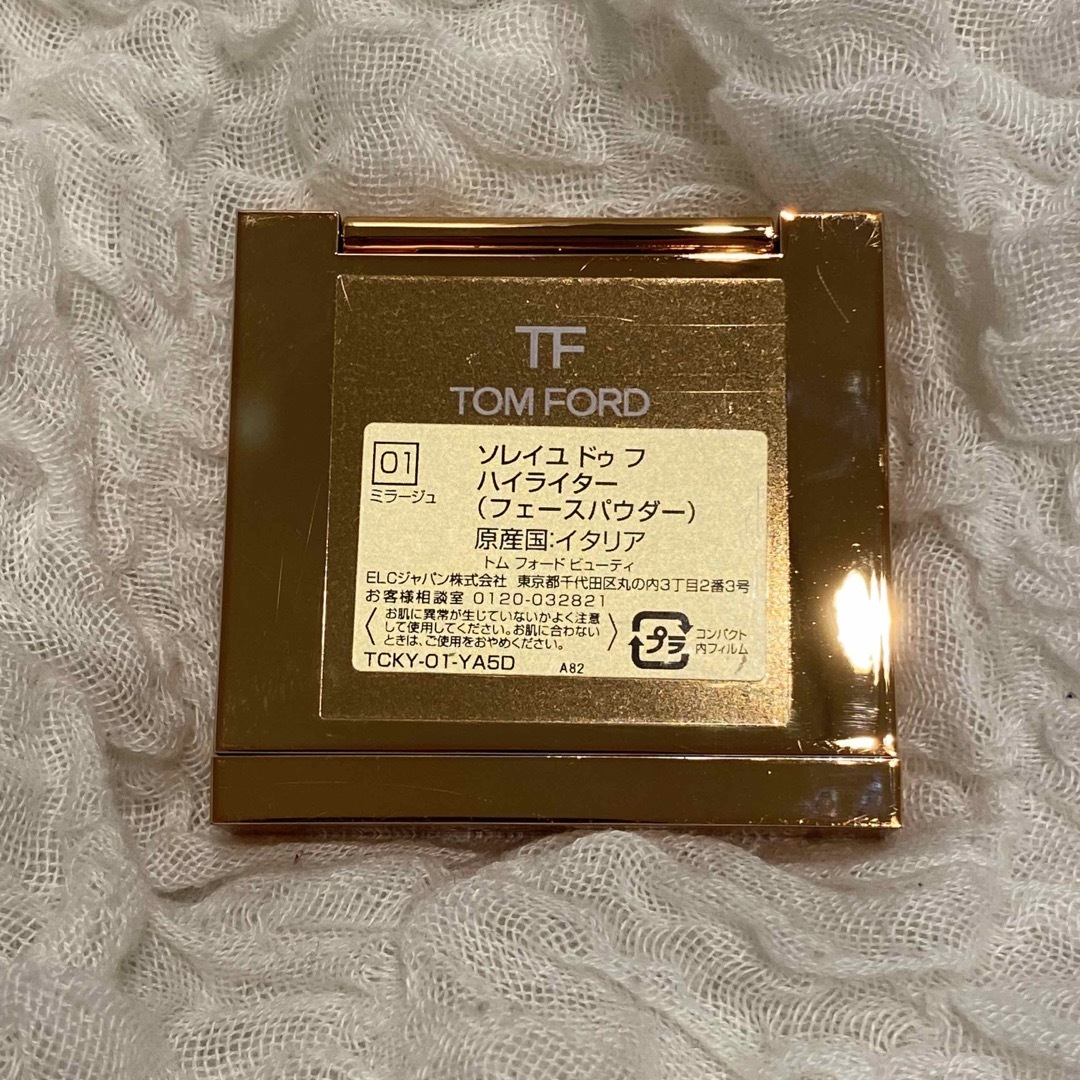 TF
TOM FORD
01
ミラージュ
ソレイユ ドゥ フ
ハイライター
(フェースパウダー)
原産国:イタリア
トム フォード ビューティ
ELCジャパン株式会社 東京都千代田区丸の内3丁目2番3号
お客様相談室 0120-032821
お肌に異常が生じていないかよく注意
して使用してください。お肌に合わない
ときは、ご使用をおやめください。
プラ
コンパクト
内フィルム
TCKY-01-YA5D
A82